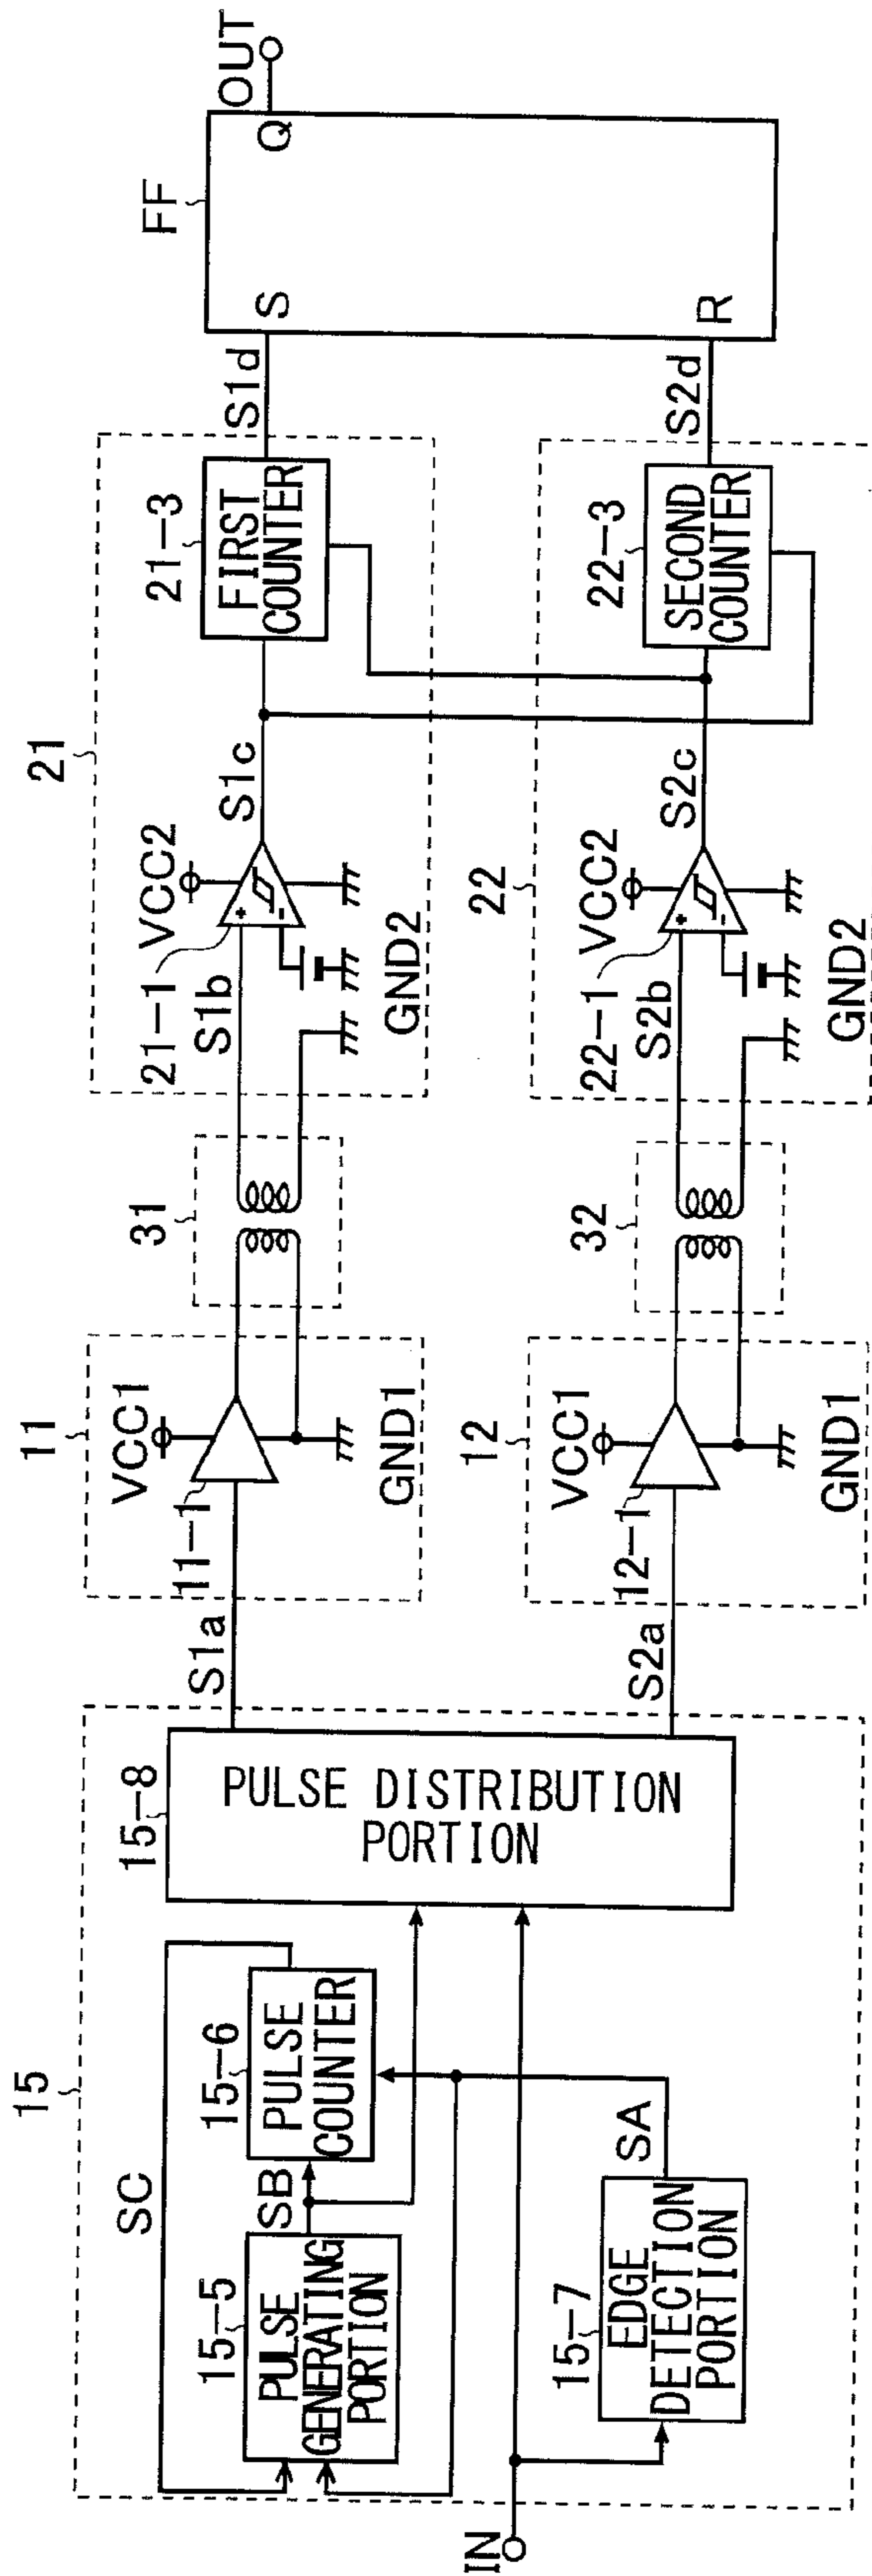 IN
15
SC
15-5
PULSE
GENERATING
PORTION
SB
15-6
PULSE
COUNTER
15-7
EDGE
DETECTION
PORTION
SA
15-8
PULSE DISTRIBUTION
PORTION
S1a
S2a
11
VCC1
11-1
GND1
12
VCC1
12-1
GND1
31
32
21
VCC2
21-1
+
-
S1b
GND2
S1c
21-3
FIRST
COUNTER
S1d
22
VCC2
22-1
+
-
S2b
GND2
S2c
22-3
SECOND
COUNTER
S2d
FF
S
R
Q
OUT